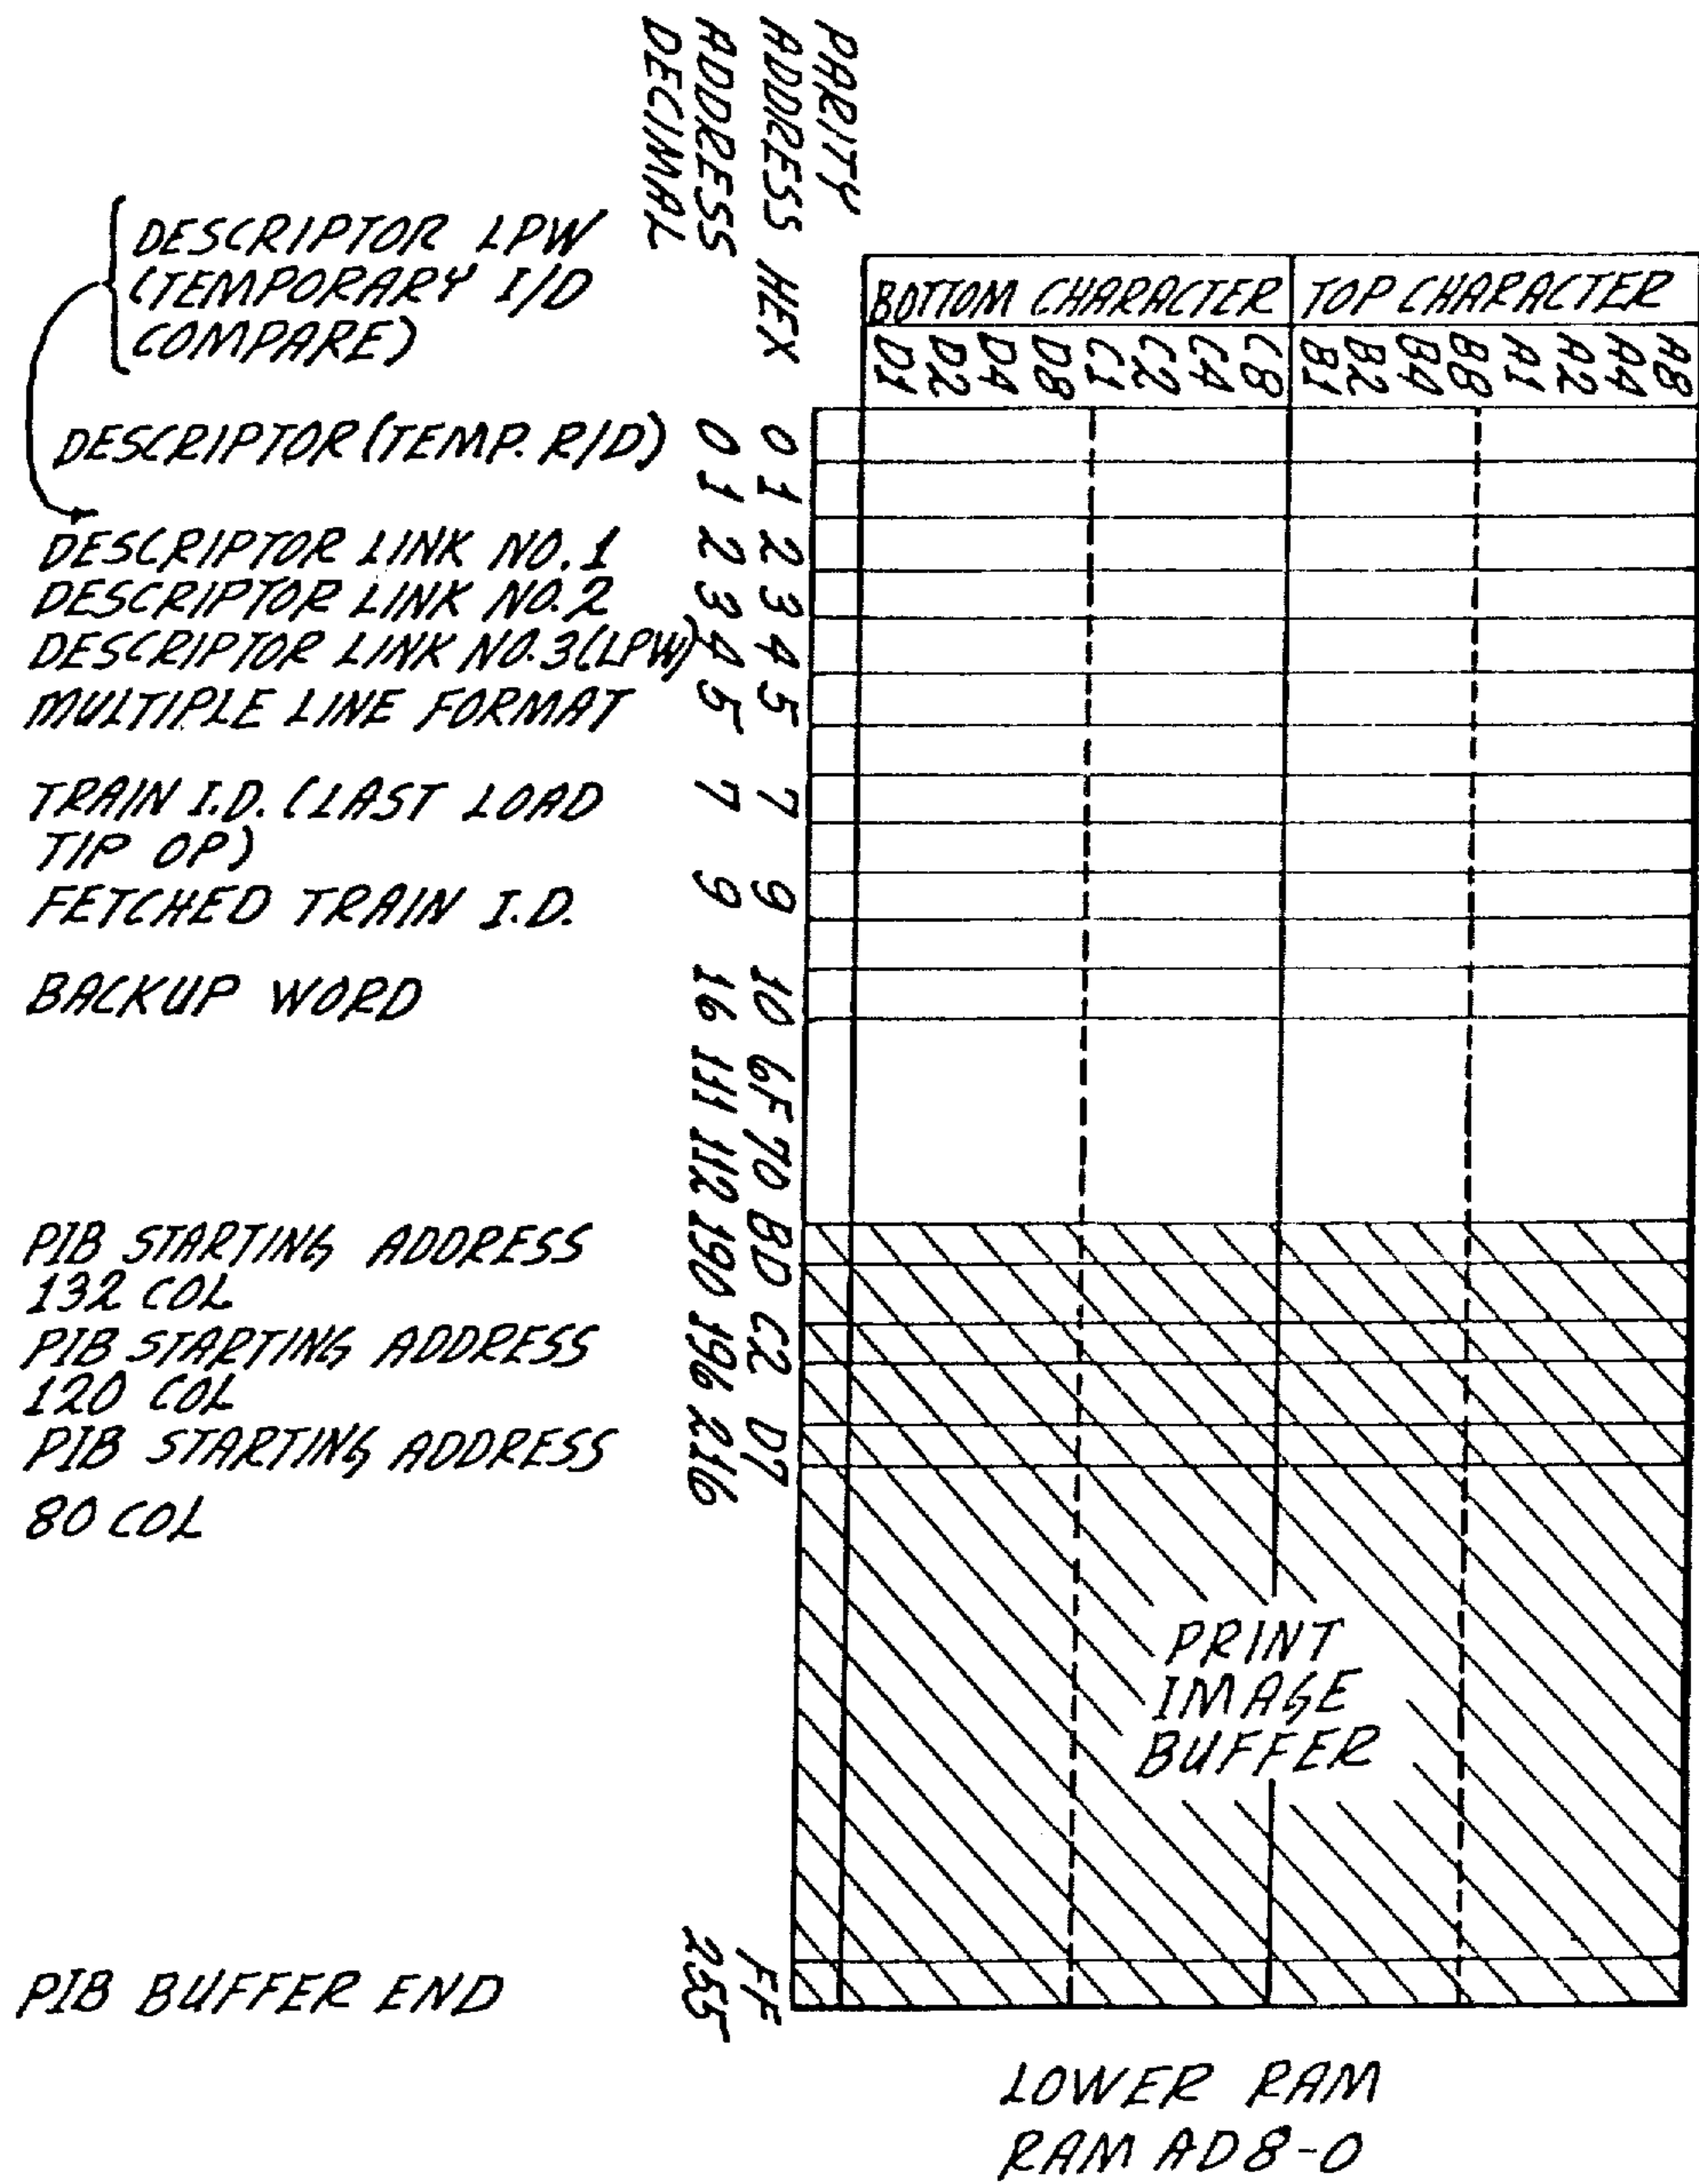 PARITY
ADDRESS HEX
ADDRESS
DECIMAL
DESCRIPTOR LPW
(TEMPORARY I/D
COMPARE)
BOTTOM CHARACTER TOP CHARACTER
D1 D2 D4 D8 C1 C2 C4 C8 B1 B2 B4 B8 A1 A2 A4 A8
DESCRIPTOR (TEMP. R/D) 0 0
1 1
DESCRIPTOR LINK NO.1 2 2
DESCRIPTOR LINK NO.2 3 3
DESCRIPTOR LINK NO.3(LPW) 4 4
MULTIPLE LINE FORMAT 5 5
TRAIN I.D. (LAST LOAD 7 7
TIP OP)
FETCHED TRAIN I.D. 9 9
BACKUP WORD 16 10
111 6F
112 70
PIB STARTING ADDRESS 190 BD
132 COL
PIB STARTING ADDRESS 196 C2
120 COL
PIB STARTING ADDRESS 216 D7
80 COL
PRINT
IMAGE
BUFFER
PIB BUFFER END 255 FF
LOWER RAM
RAM AD8-0